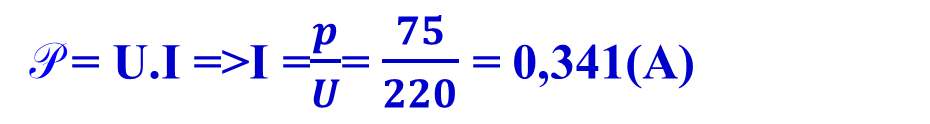 𝒫 = U.I =>I = p/U = 75/220 = 0,341(A)